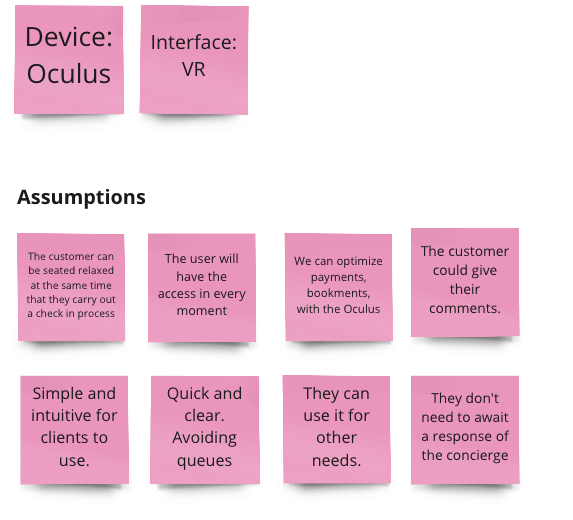 Device:
Oculus
Interface:
VR
Assumptions
The customer can
be seated relaxed
at the same time
that they carry out
a check in process
The user will
have the
access in every
moment
We can optimize
payments,
bookments,
with the Oculus
The customer
could give
their
comments.
Simple and
intuitive for
clients to
use.
Quick and
clear.
Avoiding
queues
They can
use it for
other
needs.
They don't
need to await
a response of
the concierge